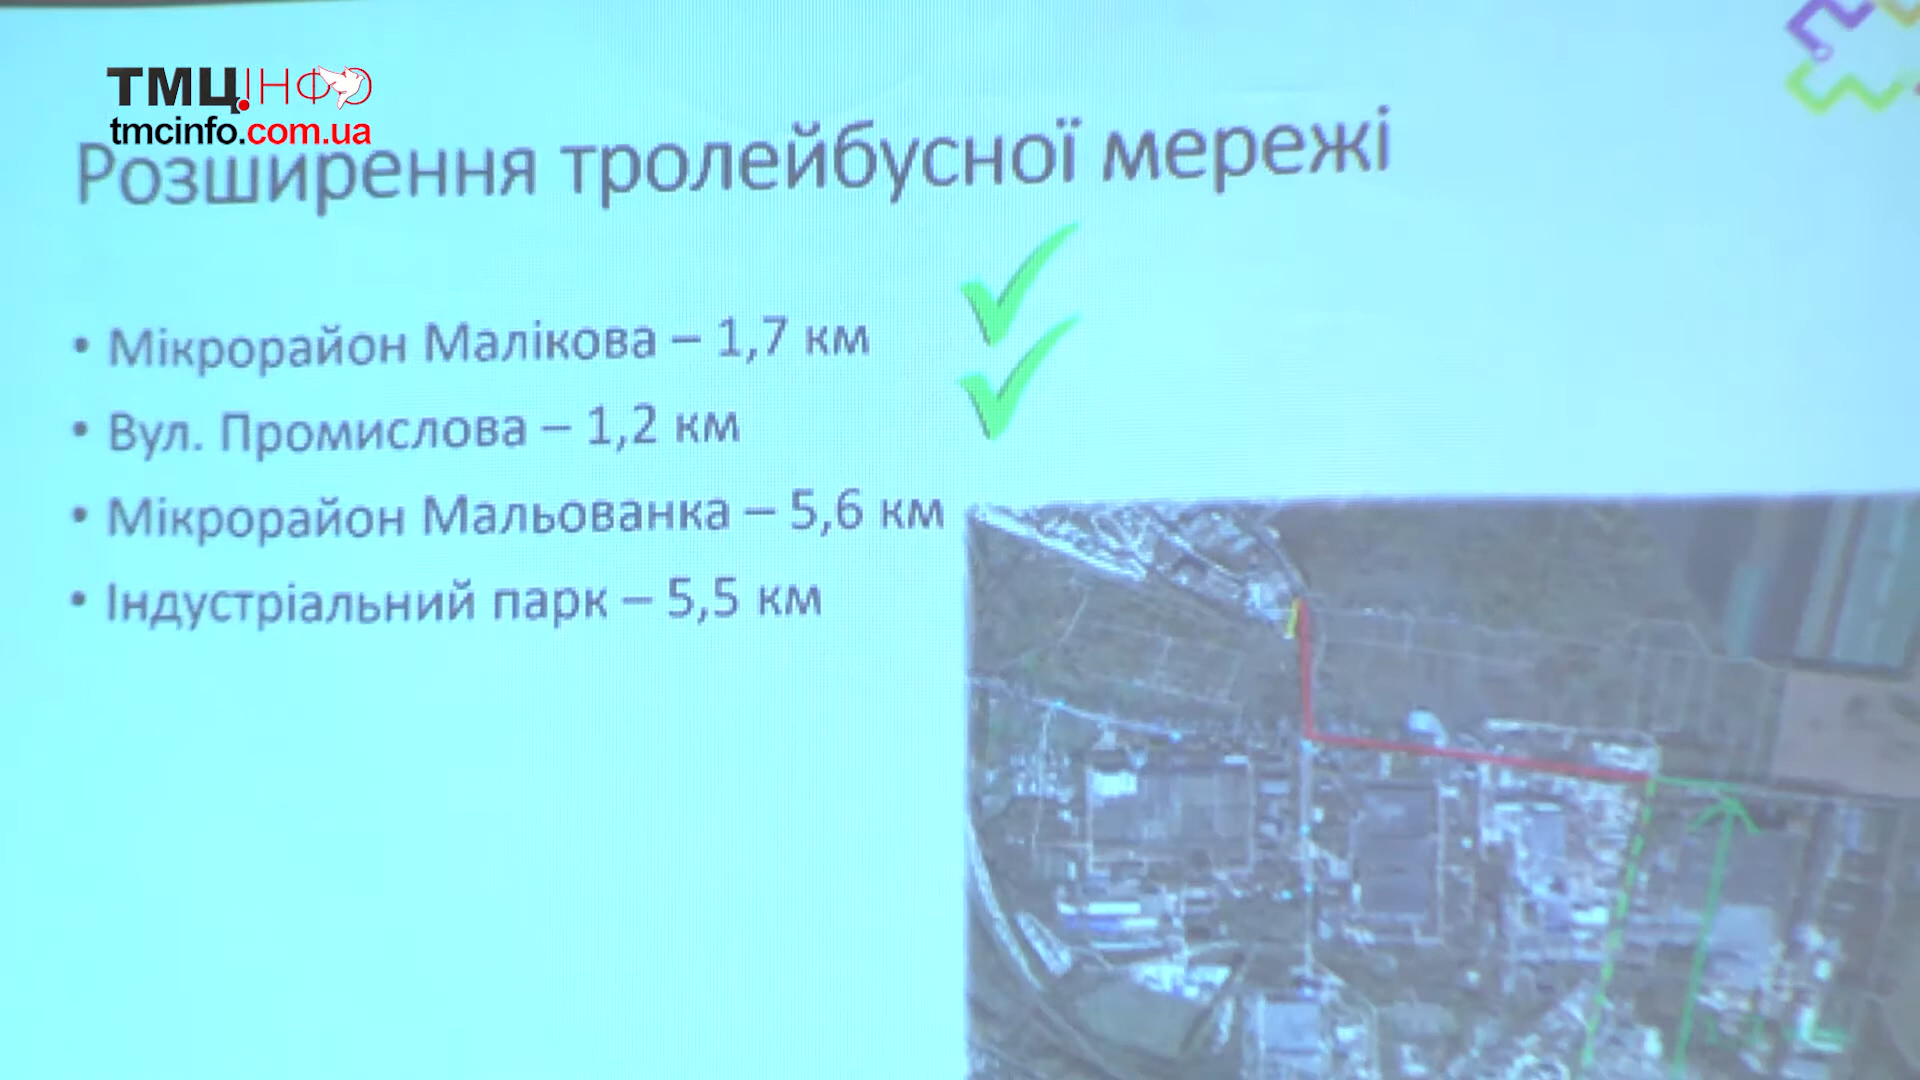 ТМЦ.ІНФО
tmcinfo.com.ua
Розширення тролейбусної мережі
• Мікрорайон Малікова – 1,7 км
• Вул. Промислова – 1,2 км
• Мікрорайон Мальованка – 5,6 км
• Індустріальний парк – 5,5 км